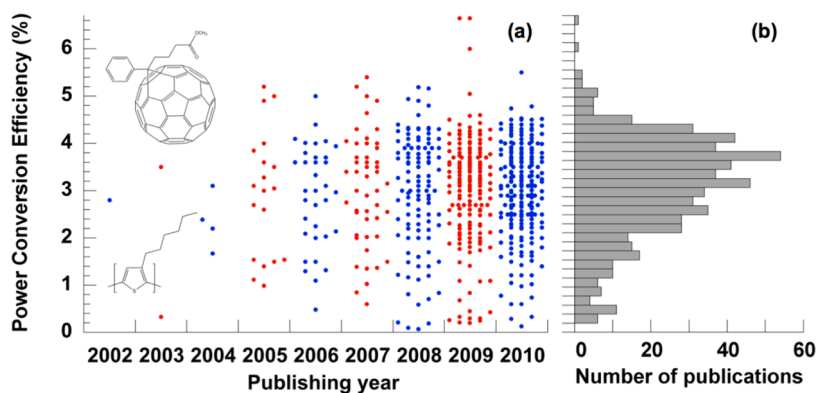 Power Conversion Efficiency (%)
6
5
4
3
2
1
0
OCH3
O
S
(a)
2002 2003 2004 2005 2006 2007 2008 2009 2010
Publishing year
(b)
0 20 40 60
Number of publications